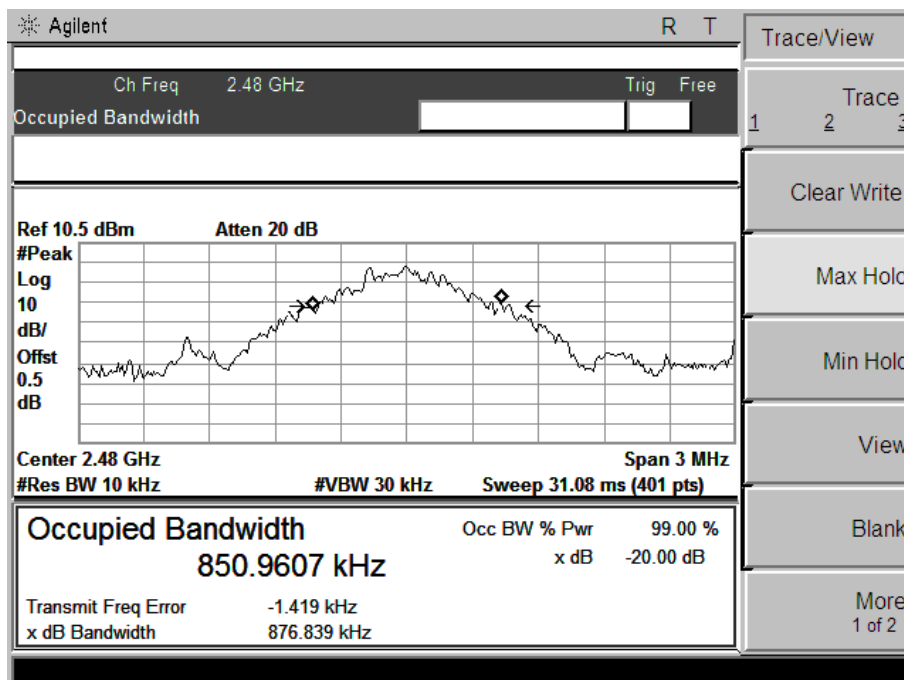 Agilent R T
Ch Freq 2.48 GHz Trig Free
Occupied Bandwidth
Ref 10.5 dBm Atten 20 dB
#Peak
Log
10
dB/
Offst
0.5
dB
Center 2.48 GHz Span 3 MHz
#Res BW 10 kHz #VBW 30 kHz Sweep 31.08 ms (401 pts)
Occupied Bandwidth Occ BW % Pwr 99.00 %
850.9607 kHz x dB -20.00 dB
Transmit Freq Error -1.419 kHz
x dB Bandwidth 876.839 kHz
Trace/View
Trace
1 2 3
Clear Write
Max Hold
Min Hold
View
Blank
More
1 of 2